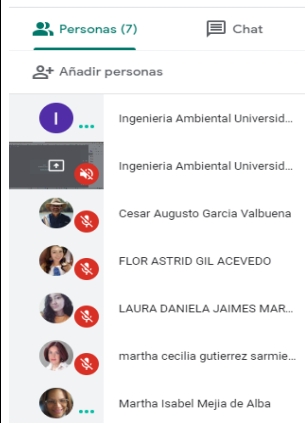 Personas (7)
Chat
Añadir personas
I
Ingenieria Ambiental Universid...
Ingenieria Ambiental Universid...
Cesar Augusto Garcia Valbuena
FLOR ASTRID GIL ACEVEDO
LAURA DANIELA JAIMES MAR...
martha cecilia gutierrez sarmie...
Martha Isabel Mejia de Alba